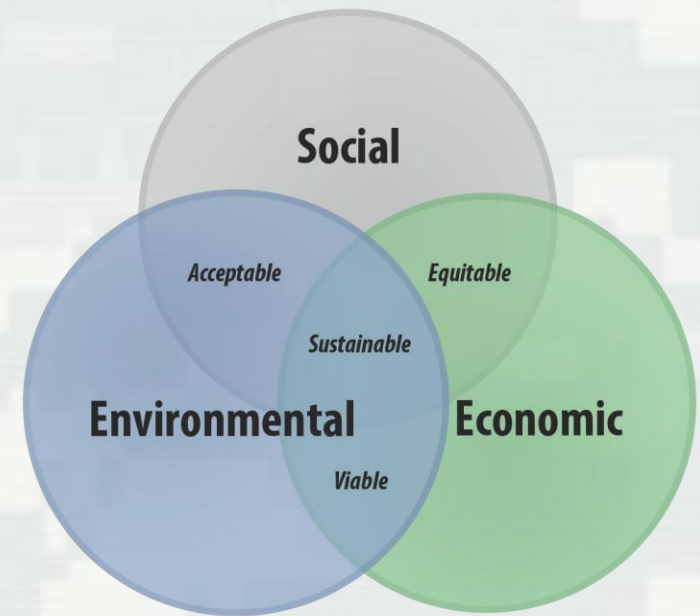 Social
Acceptable
Equitable
Sustainable
Environmental
Economic
Viable